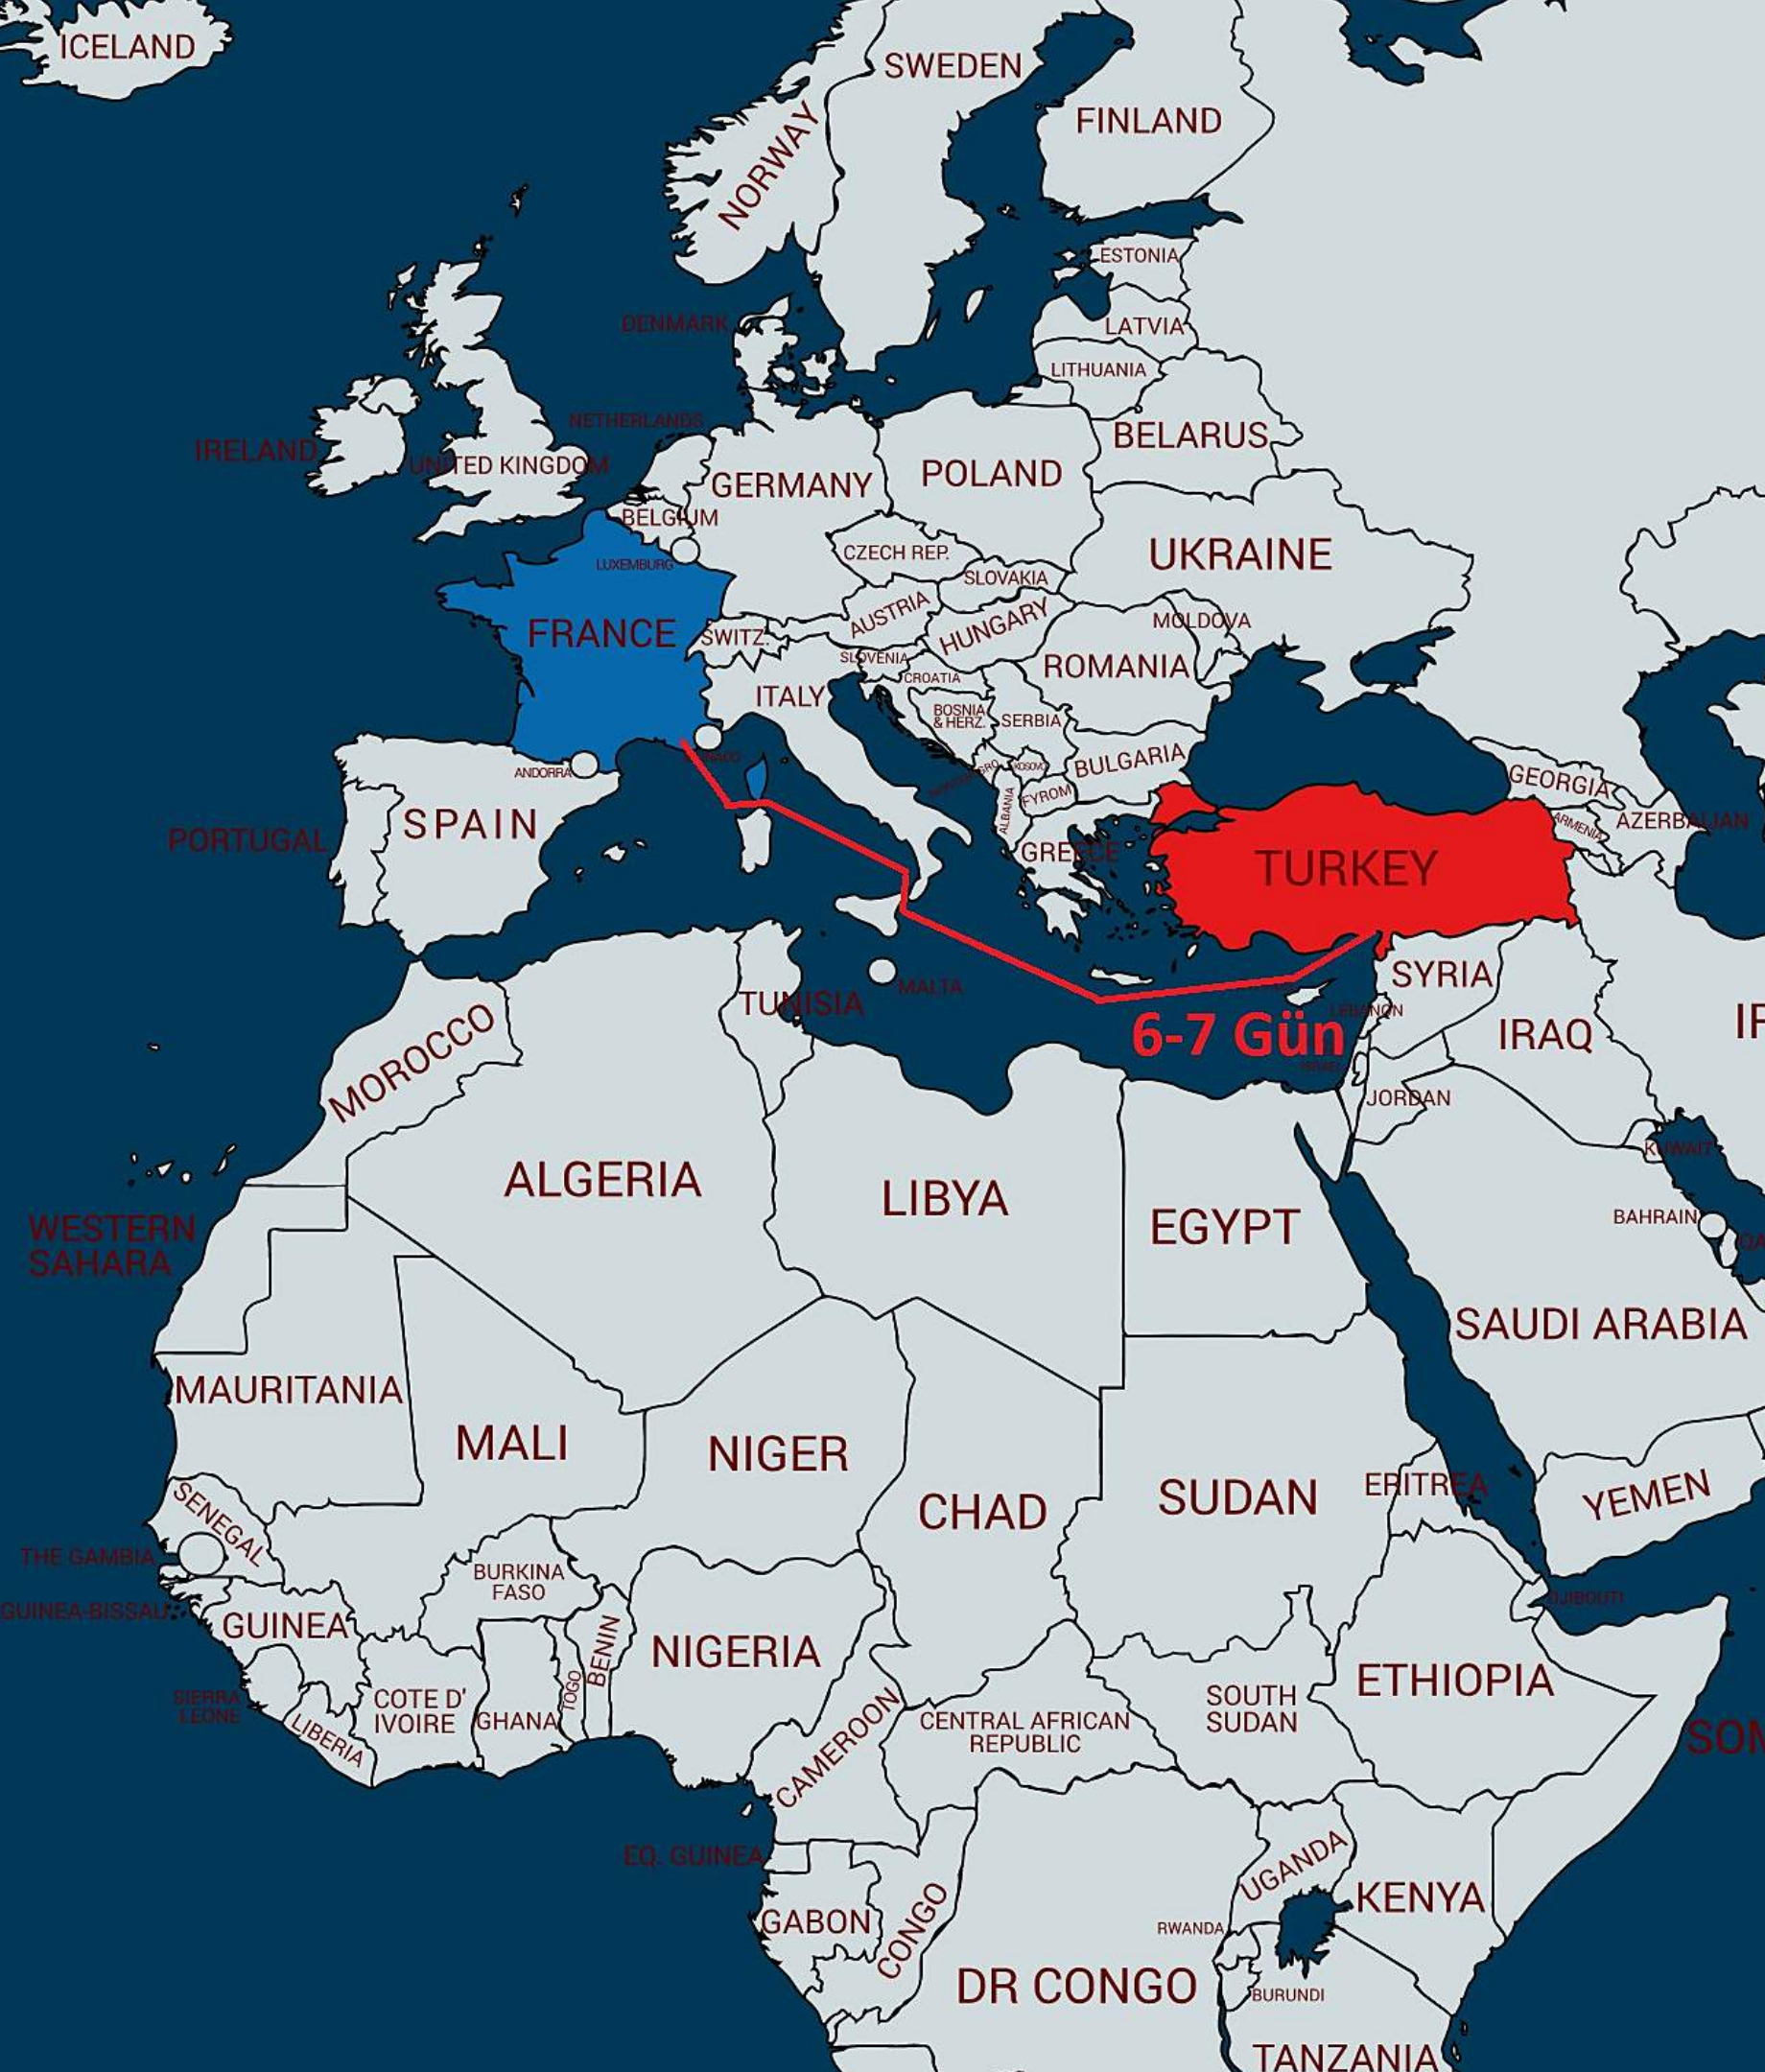 ICELAND
SWEDEN
FINLAND
NORWAY
ESTONIA
DENMARK
LATVIA
LITHUANIA
NETHERLANDS
BELARUS
IRELAND
UNITED KINGDOM
GERMANY
POLAND
BELGIUM
CZECH REP.
UKRAINE
LUXEMBURG
SLOVAKIA
AUSTRIA
HUNGARY
MOLDOVA
FRANCE
SWITZ.
SLOVENIA
ROMANIA
CROATIA
ITALY
BOSNIA
& HERZ.
SERBIA
ANDORRA
KOSOVO
BULGARIA
GEORGIA
ALBANIA
FYROM
SPAIN
PORTUGAL
ARMENIA
AZERBAIJAN
GREECE
TURKEY
SYRIA
MALTA
TUNISIA
LEBANON
MOROCCO
6-7 Gün
IRAQ
ISRAEL
JORDAN
KUWAIT
ALGERIA
LIBYA
EGYPT
BAHRAIN
WESTERN
SAHARA
SAUDI ARABIA
MAURITANIA
MALI
NIGER
CHAD
SUDAN
ERITREA
YEMEN
SENEGAL
THE GAMBIA
BURKINA
FASO
DJIBOUTI
GUINEA-BISSAU
GUINEA
BENIN
NIGERIA
ETHIOPIA
TOGO
SIERRA
LEONE
LIBERIA
COTE D'
IVOIRE
GHANA
CAMEROON
CENTRAL AFRICAN
REPUBLIC
SOUTH
SUDAN
SOM
EQ. GUINEA
UGANDA
KENYA
GABON
CONGO
RWANDA
DR CONGO
BURUNDI
TANZANIA